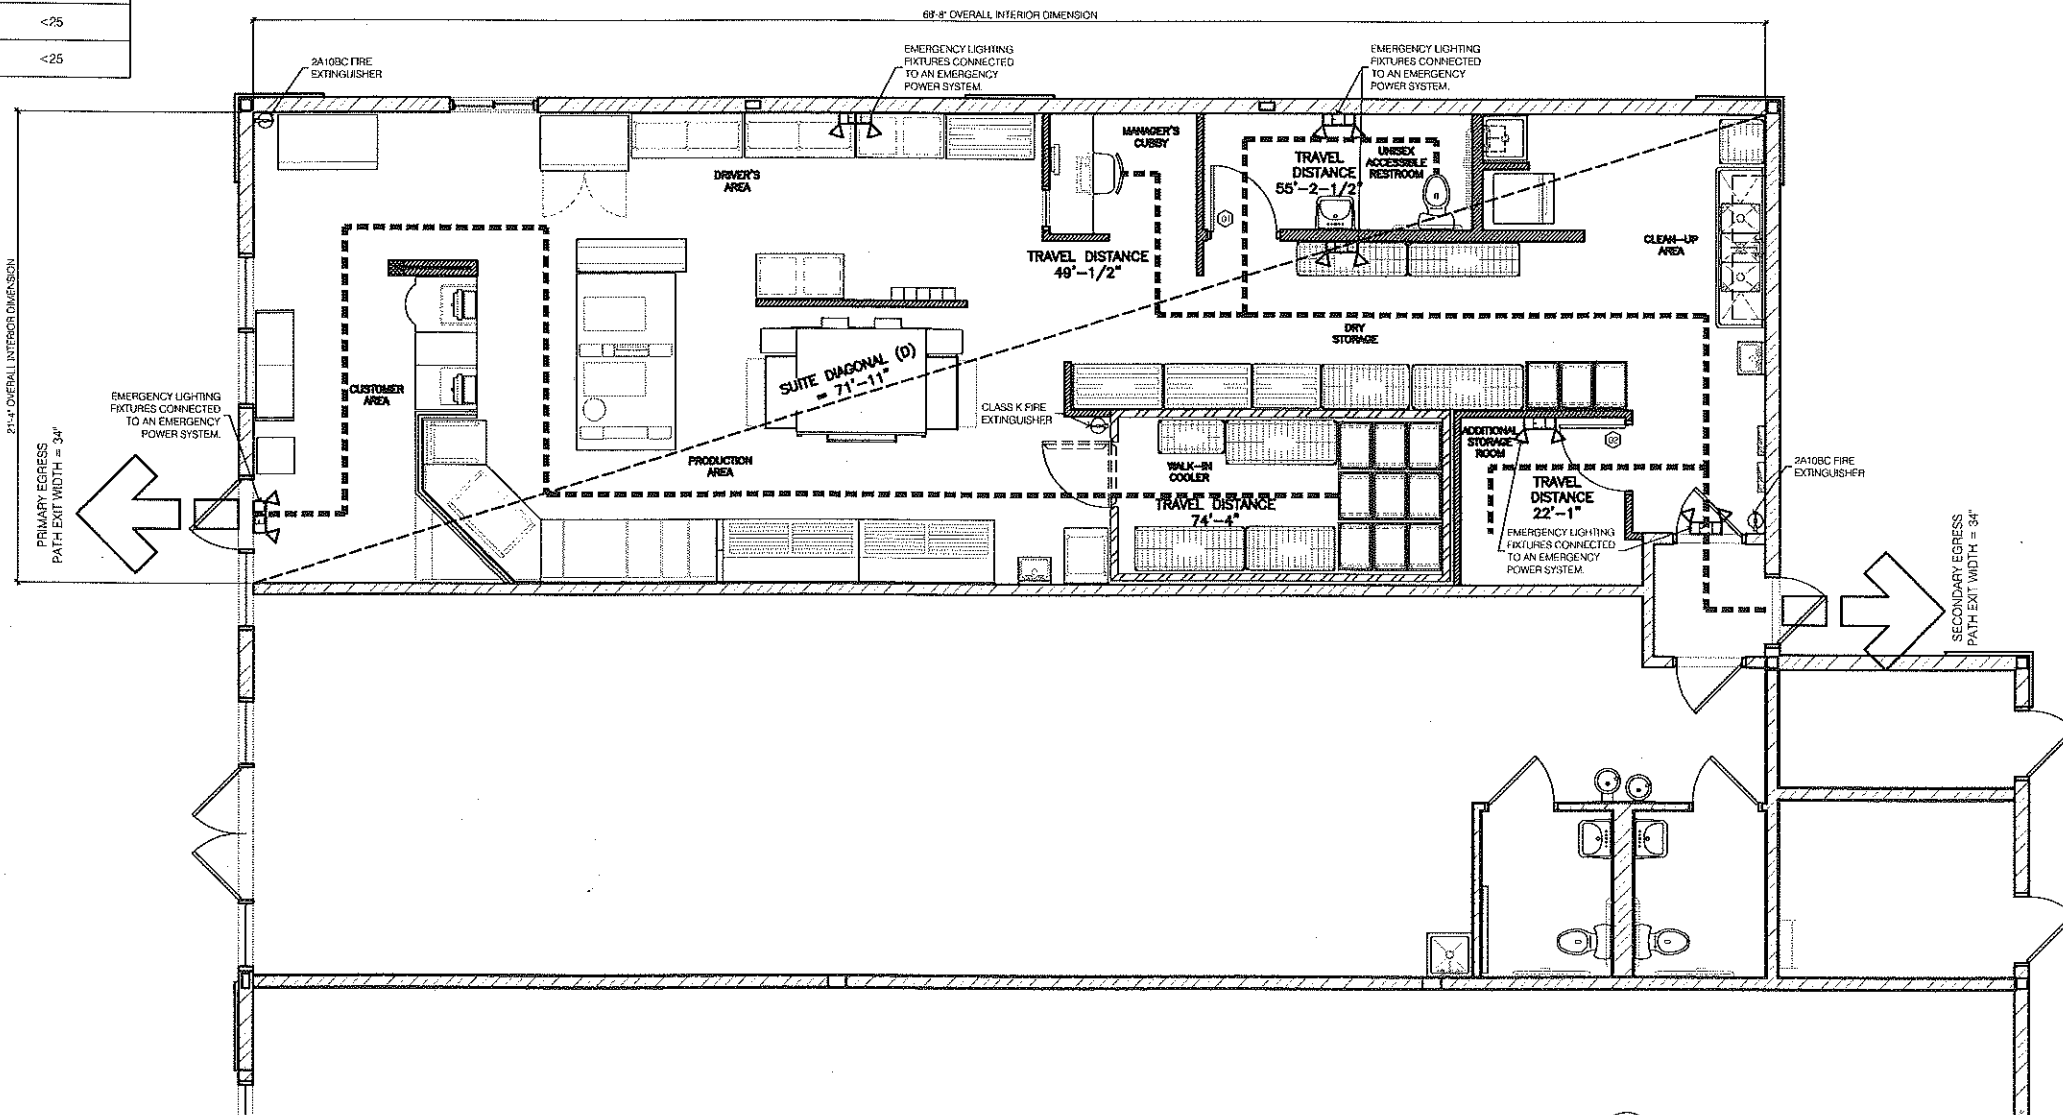 <25
<25
68'-8" OVERALL INTERIOR DIMENSION
2A10BC FIRE
EXTINGUISHER
EMERGENCY LIGHTING
FIXTURES CONNECTED
TO AN EMERGENCY
POWER SYSTEM.
EMERGENCY LIGHTING
FIXTURES CONNECTED
TO AN EMERGENCY
POWER SYSTEM.
21'-4" OVERALL INTERIOR DIMENSION
DRIVER'S
AREA
MANAGER'S
CUBBY
TRAVEL
DISTANCE
55'-2-1/2"
UNISEX
ACCESSIBLE
RESTROOM
01
CLEAN-UP
AREA
TRAVEL DISTANCE
49'-1/2"
DRY
STORAGE
SUITE DIAGONAL (D)
= 71'-11"
CUSTOMER
AREA
EMERGENCY LIGHTING
FIXTURES CONNECTED
TO AN EMERGENCY
POWER SYSTEM.
CLASS K FIRE
EXTINGUISHER
PRODUCTION
AREA
WALK-IN
COOLER
TRAVEL DISTANCE
74'-4"
ADDITIONAL
STORAGE
ROOM
02
TRAVEL
DISTANCE
22'-1"
EMERGENCY LIGHTING
FIXTURES CONNECTED
TO AN EMERGENCY
POWER SYSTEM.
2A10BC FIRE
EXTINGUISHER
PRIMARY EGRESS
PATH EXIT WIDTH = 34"
SECONDARY EGRESS
PATH EXIT WIDTH = 34"